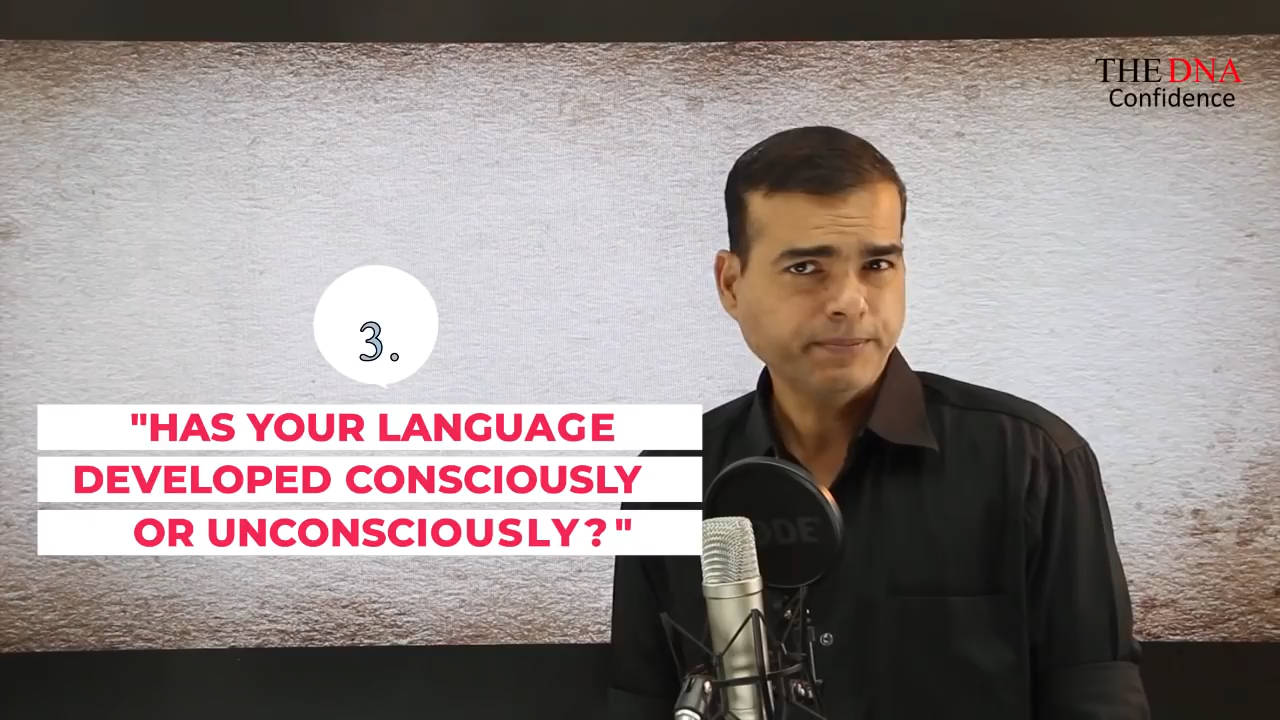 THE DNA
Confidence
3.
"HAS YOUR LANGUAGE
DEVELOPED CONSCIOUSLY
OR UNCONSCIOUSLY?"